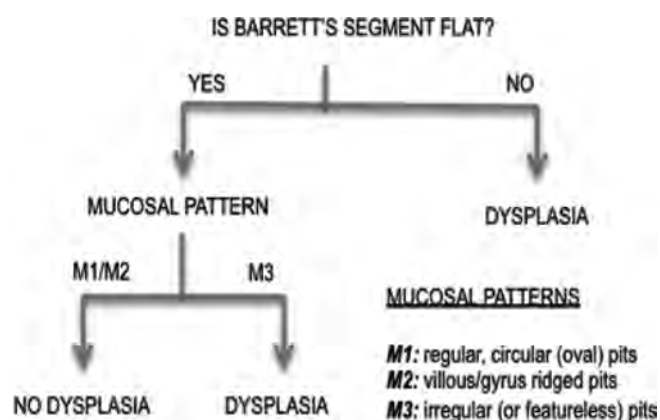 IS BARRETT'S SEGMENT FLAT?
YES
NO
MUCOSAL PATTERN
DYSPLASIA
M1/M2
M3
NO DYSPLASIA
DYSPLASIA
MUCOSAL PATTERNS
M1: regular, circular (oval) pits
M2: villous/gyrus ridged pits
M3: irregular (or featureless) pits